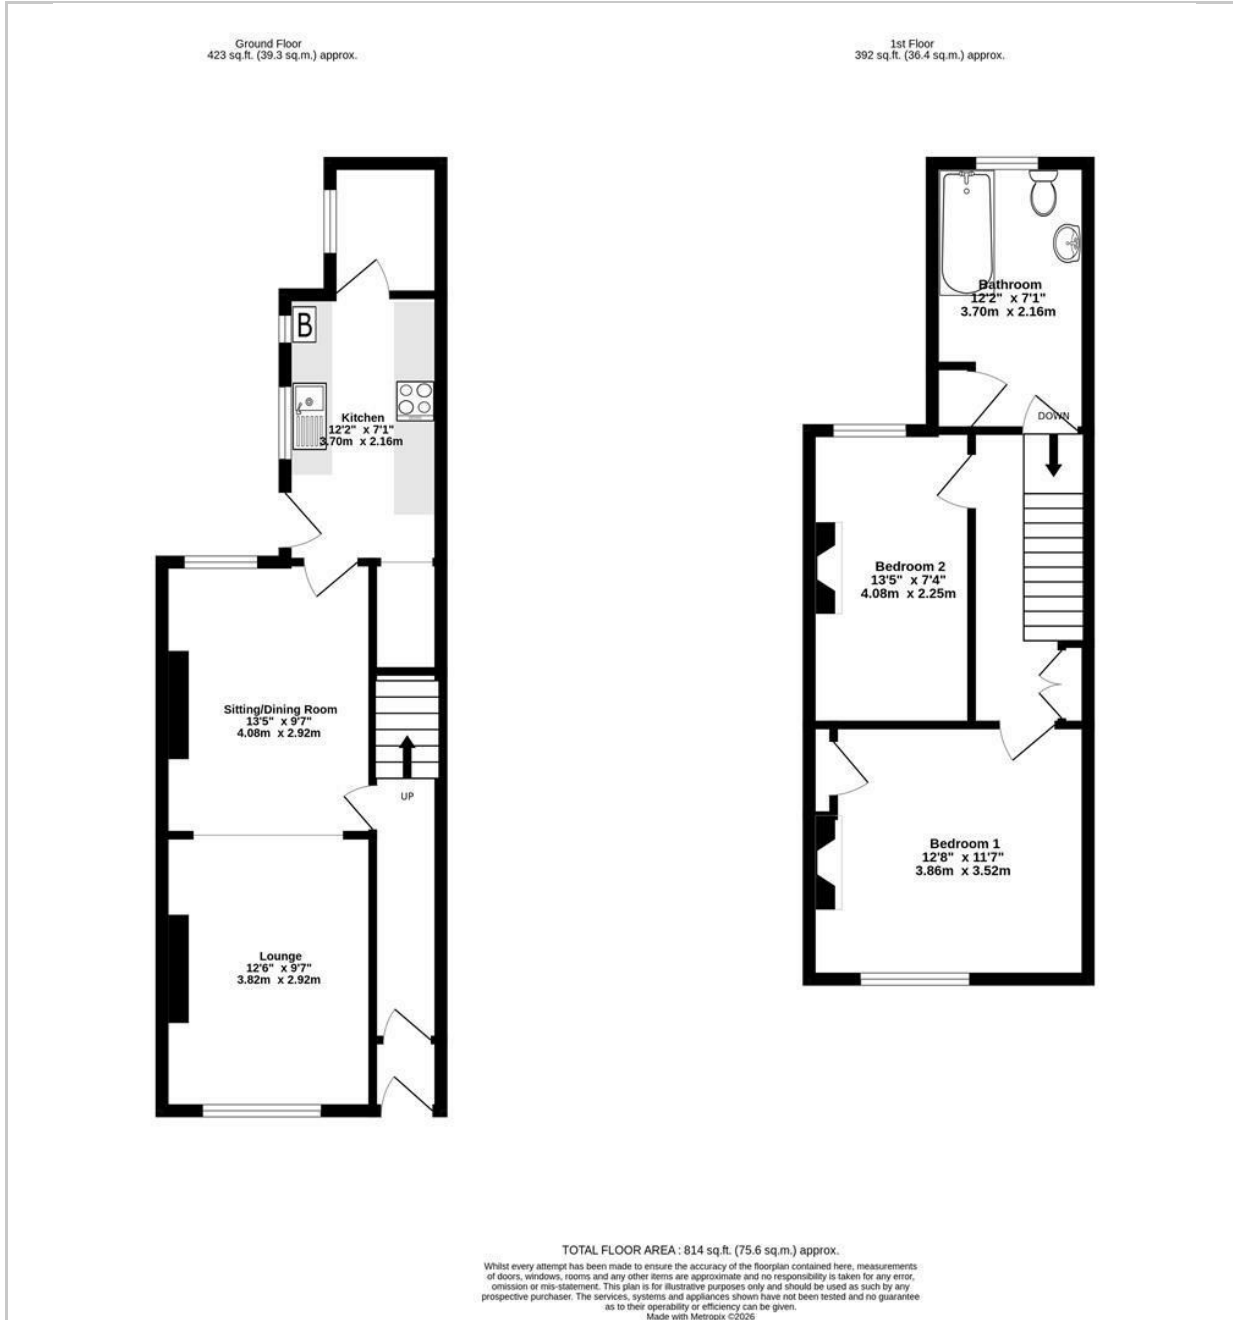 Ground Floor
423 sq.ft. (39.3 sq.m.) approx.
1st Floor
392 sq.ft. (36.4 sq.m.) approx.
B
Kitchen
12'2" x 7'1"
3.70m x 2.16m
Sitting/Dining Room
13'5" x 9'7"
4.08m x 2.92m
UP
Lounge
12'6" x 9'7"
3.82m x 2.92m
Bathroom
12'2" x 7'1"
3.70m x 2.16m
DOWN
Bedroom 2
13'5" x 7'4"
4.08m x 2.25m
Bedroom 1
12'8" x 11'7"
3.86m x 3.52m
TOTAL FLOOR AREA : 814 sq.ft. (75.6 sq.m.) approx.
Whilst every attempt has been made to ensure the accuracy of the floorplan contained here, measurements
of doors, windows, rooms and any other items are approximate and no responsibility is taken for any error,
omission or mis-statement. This plan is for illustrative purposes only and should be used as such by any
prospective purchaser. The services, systems and appliances shown have not been tested and no guarantee
as to their operability or efficiency can be given.
Made with Metropix ©2026